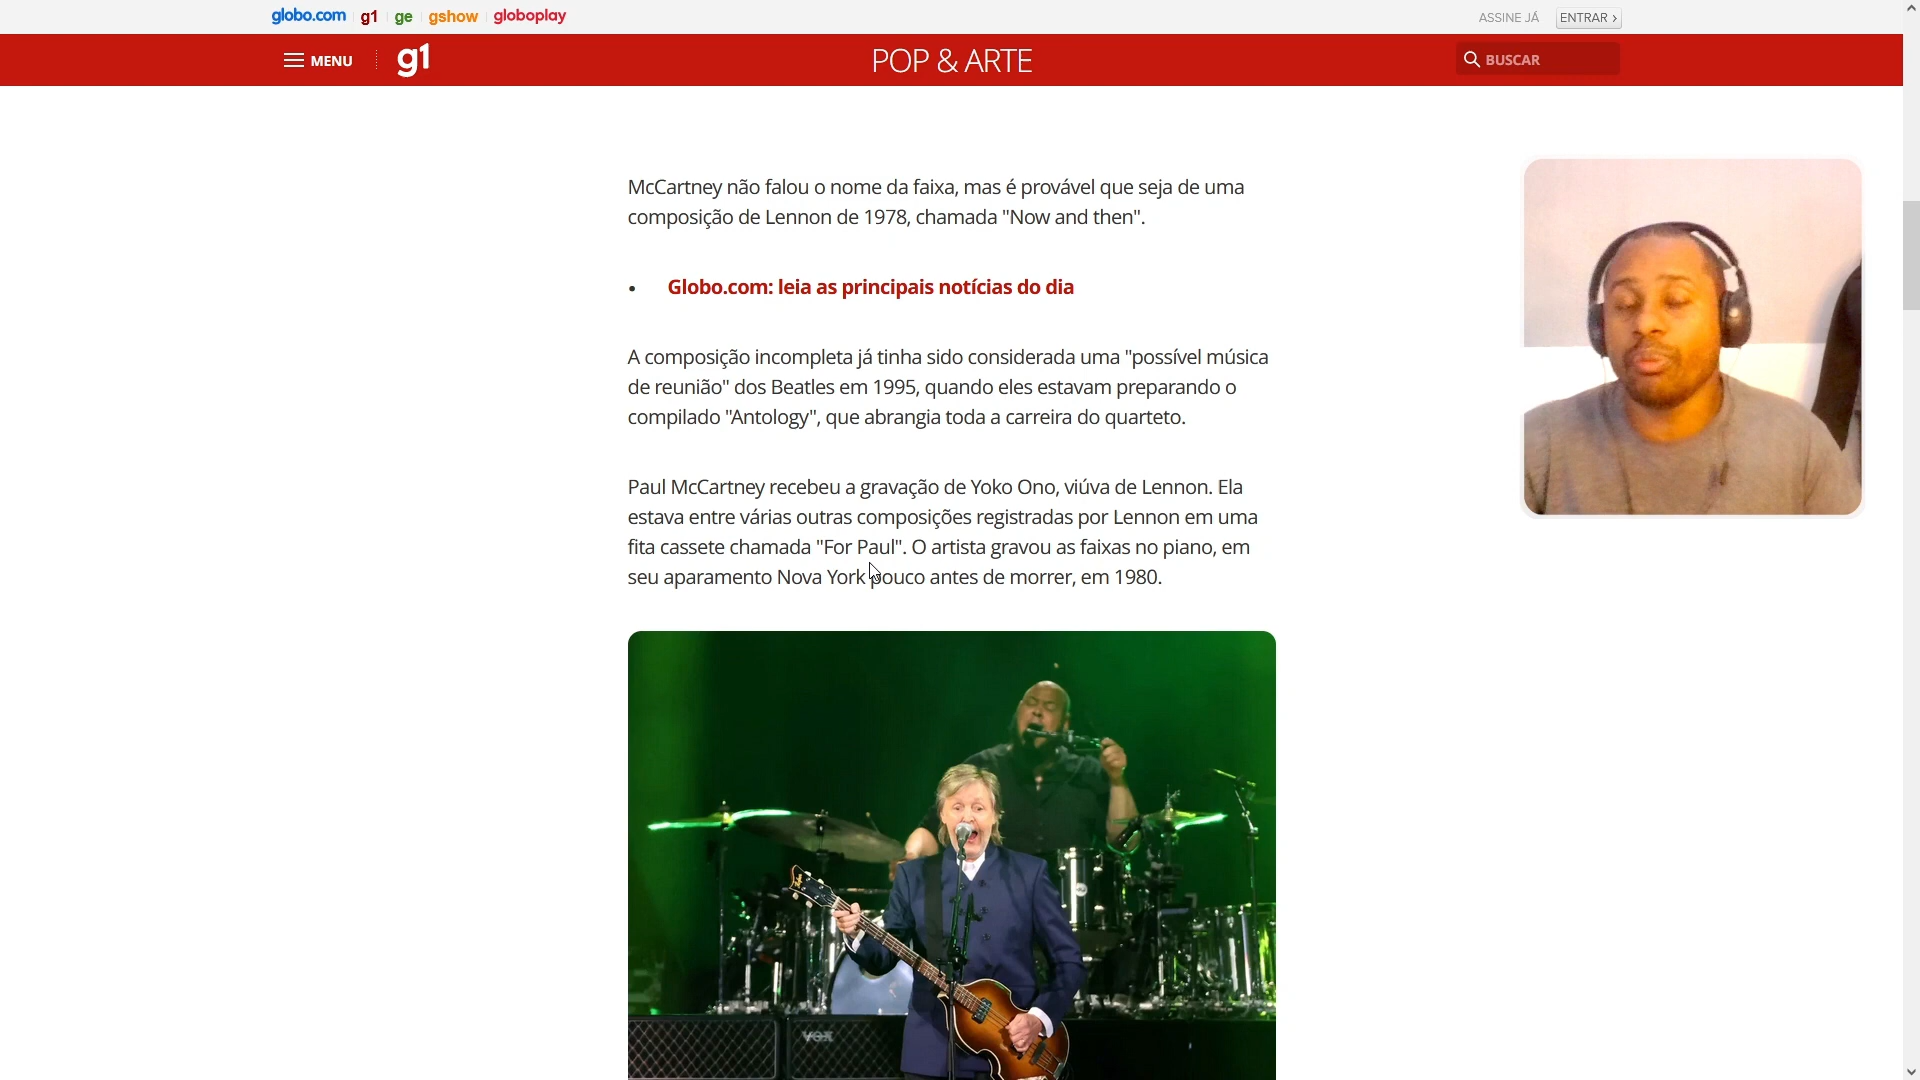 globo.com g1 ge gshow globoplay ASSINE JÁ ENTRAR ›
MENU g1 POP & ARTE BUSCAR
McCartney não falou o nome da faixa, mas é provável que seja de uma
composição de Lennon de 1978, chamada "Now and then".
• Globo.com: leia as principais notícias do dia
A composição incompleta já tinha sido considerada uma "possível música
de reunião" dos Beatles em 1995, quando eles estavam preparando o
compilado "Antology", que abrangia toda a carreira do quarteto.
Paul McCartney recebeu a gravação de Yoko Ono, viúva de Lennon. Ela
estava entre várias outras composições registradas por Lennon em uma
fita cassete chamada "For Paul". O artista gravou as faixas no piano, em
seu aparamento Nova York pouco antes de morrer, em 1980.
VOX